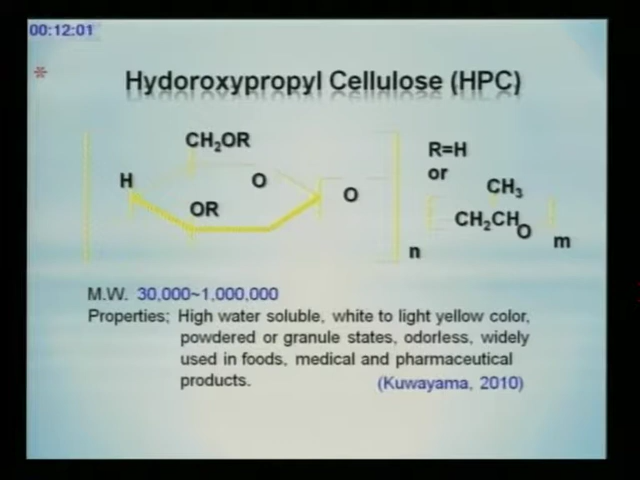 00:12:01
*
Hydoroxypropyl Cellulose (HPC)
CH2OR
R=H
or
H
O
O
CH3
OR
CH2CHO
n
m
M.W. 30,000~1,000,000
Properties; High water soluble, white to light yellow color,
powdered or granule states, odorless, widely
used in foods, medical and pharmaceutical
products.
(Kuwayama, 2010)